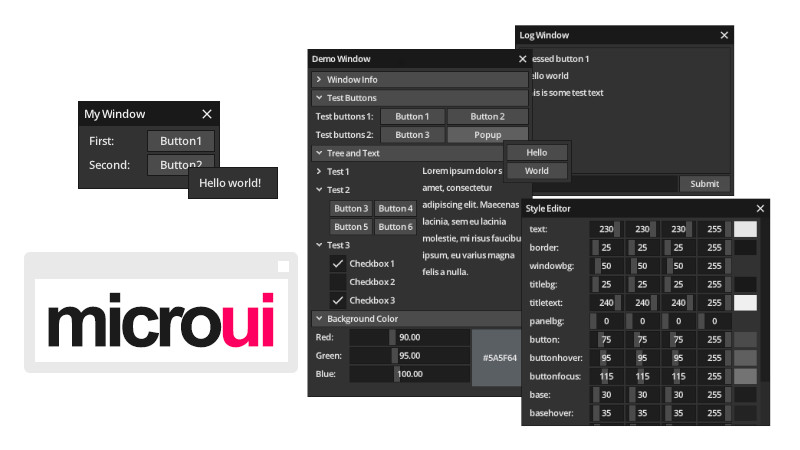 My Window
First: Button1
Second: Button2
Hello world!
microui
Demo Window
Window Info
Test Buttons
Test buttons 1: Button 1 Button 2
Test buttons 2: Button 3 Popup
Tree and Text
Test 1
Test 2
Button 3 Button 4
Button 5 Button 6
Test 3
Checkbox 1
Checkbox 2
Checkbox 3
Lorem ipsum dolor s
amet, consectetur
adipiscing elit. Maecenas
lacinia, sem eu lacinia
molestie, mi risus faucibu
ipsum, eu varius magna
felis a nulla.
Background Color
Red: 90.00
Green: 95.00
Blue: 100.00
#5A5F64
Hello
World
Log Window
essed button 1
ello world
is is some test text
Submit
Style Editor
text: 230 230 230 255
border: 25 25 25 255
windowbg: 50 50 50 255
titlebg: 25 25 25 255
titletext: 240 240 240 255
panelbg: 0 0 0 0
button: 75 75 75 255
buttonhover: 95 95 95 255
buttonfocus: 115 115 115 255
base: 30 30 30 255
basehover: 35 35 35 255